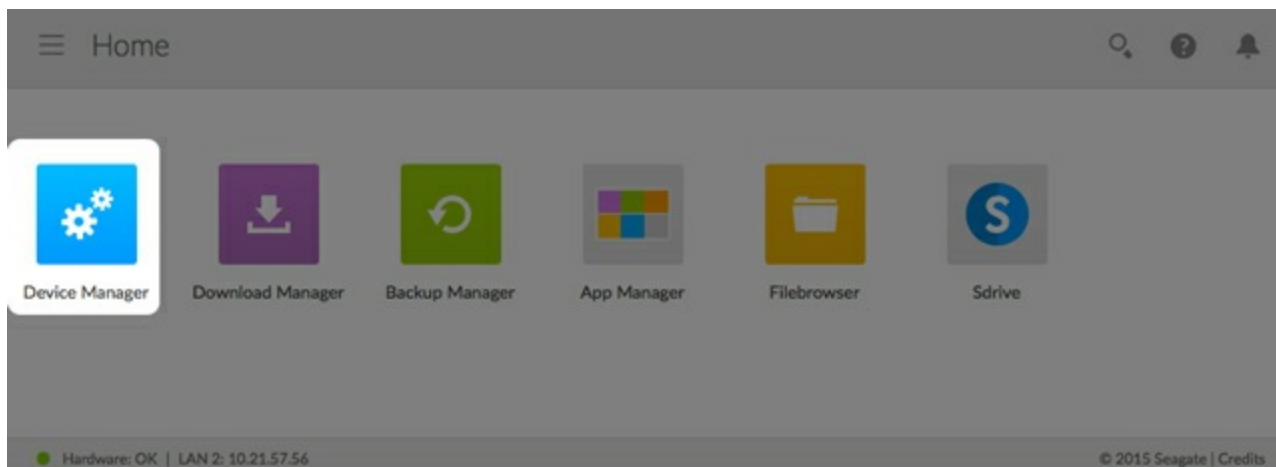 Home
Device Manager
Download Manager
Backup Manager
App Manager
Filebrowser
S
Sdrive
Hardware: OK | LAN 2: 10.21.57.56
© 2015 Seagate | Credits